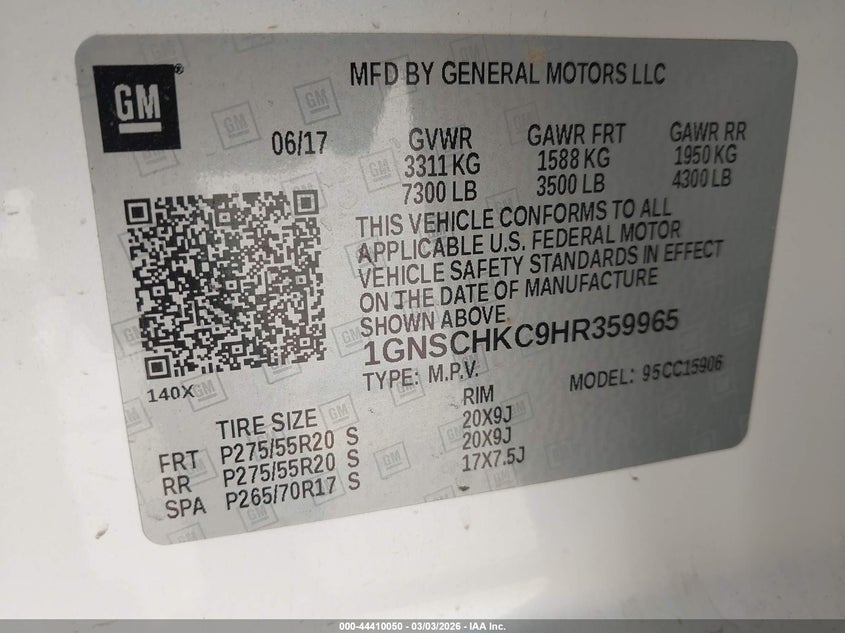 GM
MFD BY GENERAL MOTORS LLC
06/17
GVWR GAWR FRT GAWR RR
3311 KG 1588 KG 1950 KG
7300 LB 3500 LB 4300 LB
THIS VEHICLE CONFORMS TO ALL
APPLICABLE U.S. FEDERAL MOTOR
VEHICLE SAFETY STANDARDS IN EFFECT
ON THE DATE OF MANUFACTURE
SHOWN ABOVE.
1GNSCHKC9HR359965
TYPE: M.P.V. MODEL: 95CC15906
140X
TIRE SIZE RIM
FRT P275/55R20 S 20X9J
RR P275/55R20 S 20X9J
SPA P265/70R17 S 17X7.5J
000-44410050 - 03/03/2026 - IAA Inc.